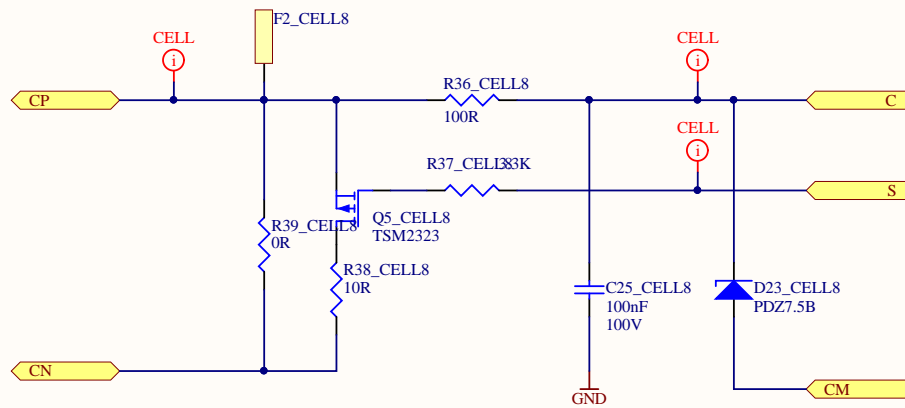 F2_CELL8
CELL
i
CELL
i
CP
R36_CELL8
100R
C
CELL
i
R37_CELL8
3.3K
S
Q5_CELL8
TSM2323
R39_CELL8
0R
R38_CELL8
10R
C25_CELL8
100nF
100V
D23_CELL8
PDZ7.5B
CN
GND
CM